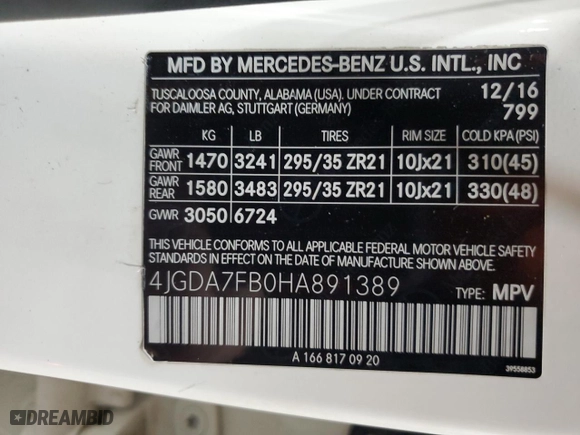 MFD BY MERCEDES-BENZ U.S. INTL., INC
TUSCALOOSA COUNTY, ALABAMA (USA), UNDER CONTRACT 12/16
FOR DAIMLER AG, STUTTGART (GERMANY) 799
KG LB TIRES RIM SIZE COLD KPA(PSI)
GAWR FRONT 1470 3241 295/35 ZR21 10Jx21 310(45)
GAWR REAR 1580 3483 295/35 ZR21 10Jx21 330(48)
GVWR 3050 6724
THIS VEHICLE CONFORMS TO ALL APPLICABLE FEDERAL MOTOR VEHICLE SAFETY
STANDARDS IN EFFECT ON THE DATE OF MANUFACTURE SHOWN ABOVE.
4JGDA7FB0HA891389 TYPE: MPV
A 166 817 09 20
39558853
DREAMBID